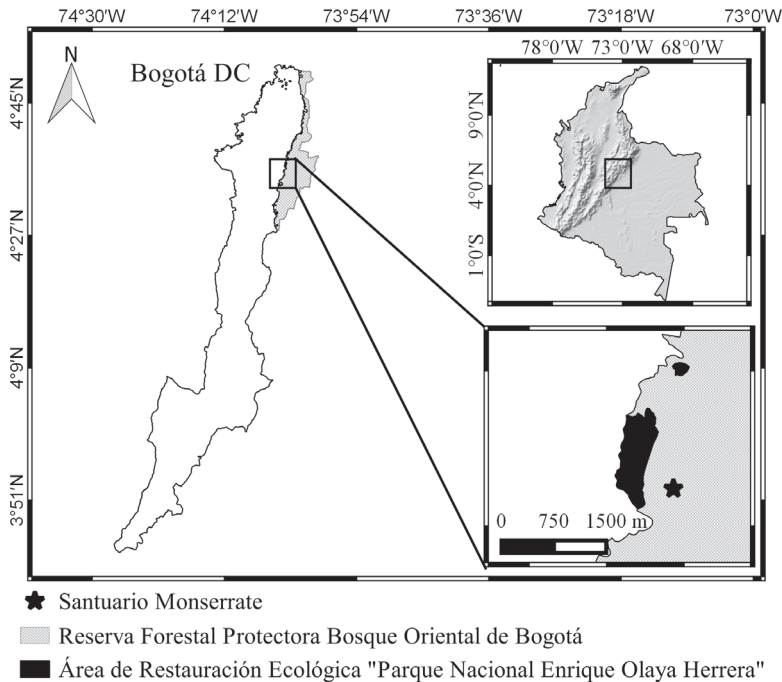 74°30'W 74°12'W 73°54'W 73°36'W 73°18'W 73°0'W
78°0'W 73°0'W 68°0'W
N
Bogotá DC
4°45'N
4°27'N
4°9'N
3°51'N
9°0'N
4°0'N
1°0'S
0 750 1500 m
Santuario Monserrate
Reserva Forestal Protectora Bosque Oriental de Bogotá
Área de Restauración Ecológica "Parque Nacional Enrique Olaya Herrera"